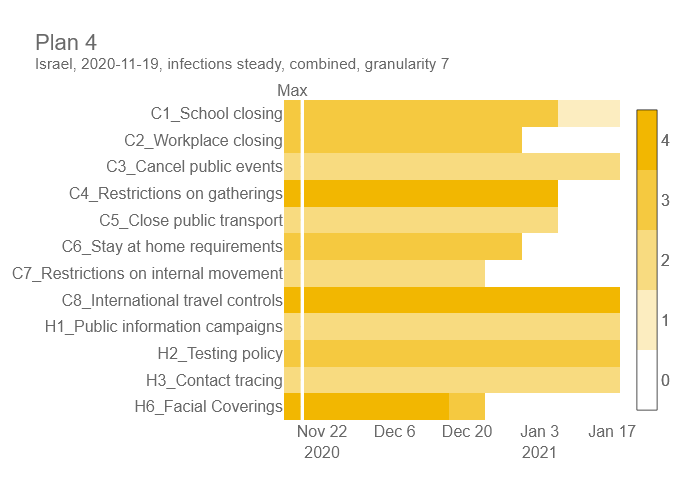 Plan 4
Israel, 2020-11-19, infections steady, combined, granularity 7
Max
C1_School closing
C2_Workplace closing
C3_Cancel public events
C4_Restrictions on gatherings
C5_Close public transport
C6_Stay at home requirements
C7_Restrictions on internal movement
C8_International travel controls
H1_Public information campaigns
H2_Testing policy
H3_Contact tracing
H6_Facial Coverings
4
3
2
1
0
Nov 22 Dec 6 Dec 20 Jan 3 Jan 17
2020 2021